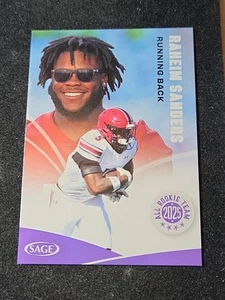 RAHEIM SANDERS
RUNNING BACK
ALL ROOKIE TEAM
2025
SAGE